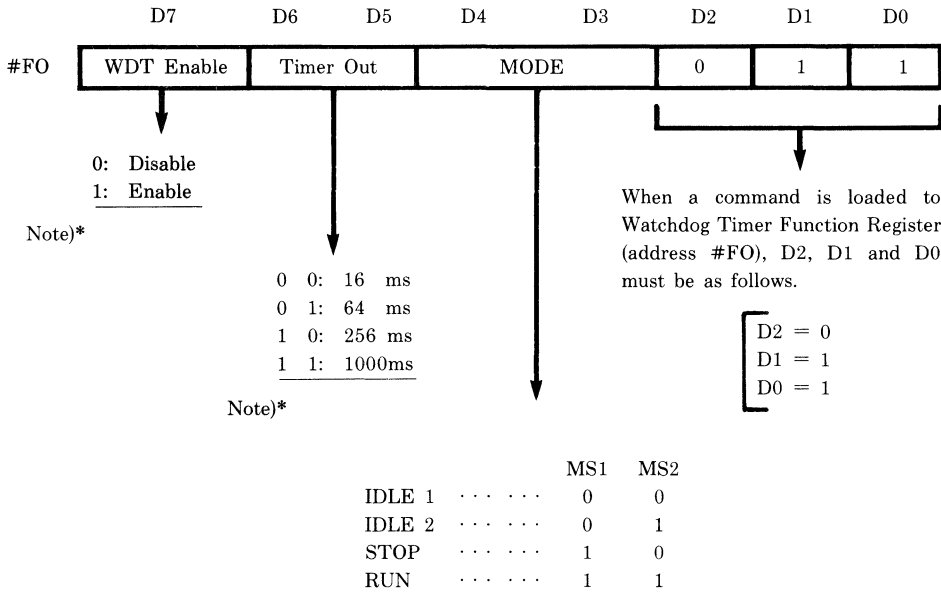 D7 D6 D5 D4 D3 D2 D1 D0
#FO WDT Enable Timer Out MODE 0 1 1
0: Disable
1: Enable
Note)*
0 0: 16 ms
0 1: 64 ms
1 0: 256 ms
1 1: 1000ms
Note)*
When a command is loaded to
Watchdog Timer Function Register
(address #FO), D2, D1 and D0
must be as follows.
D2 = 0
D1 = 1
D0 = 1
MS1 MS2
IDLE 1 · · · · · · 0 0
IDLE 2 · · · · · · 0 1
STOP · · · · · · 1 0
RUN · · · · · · 1 1